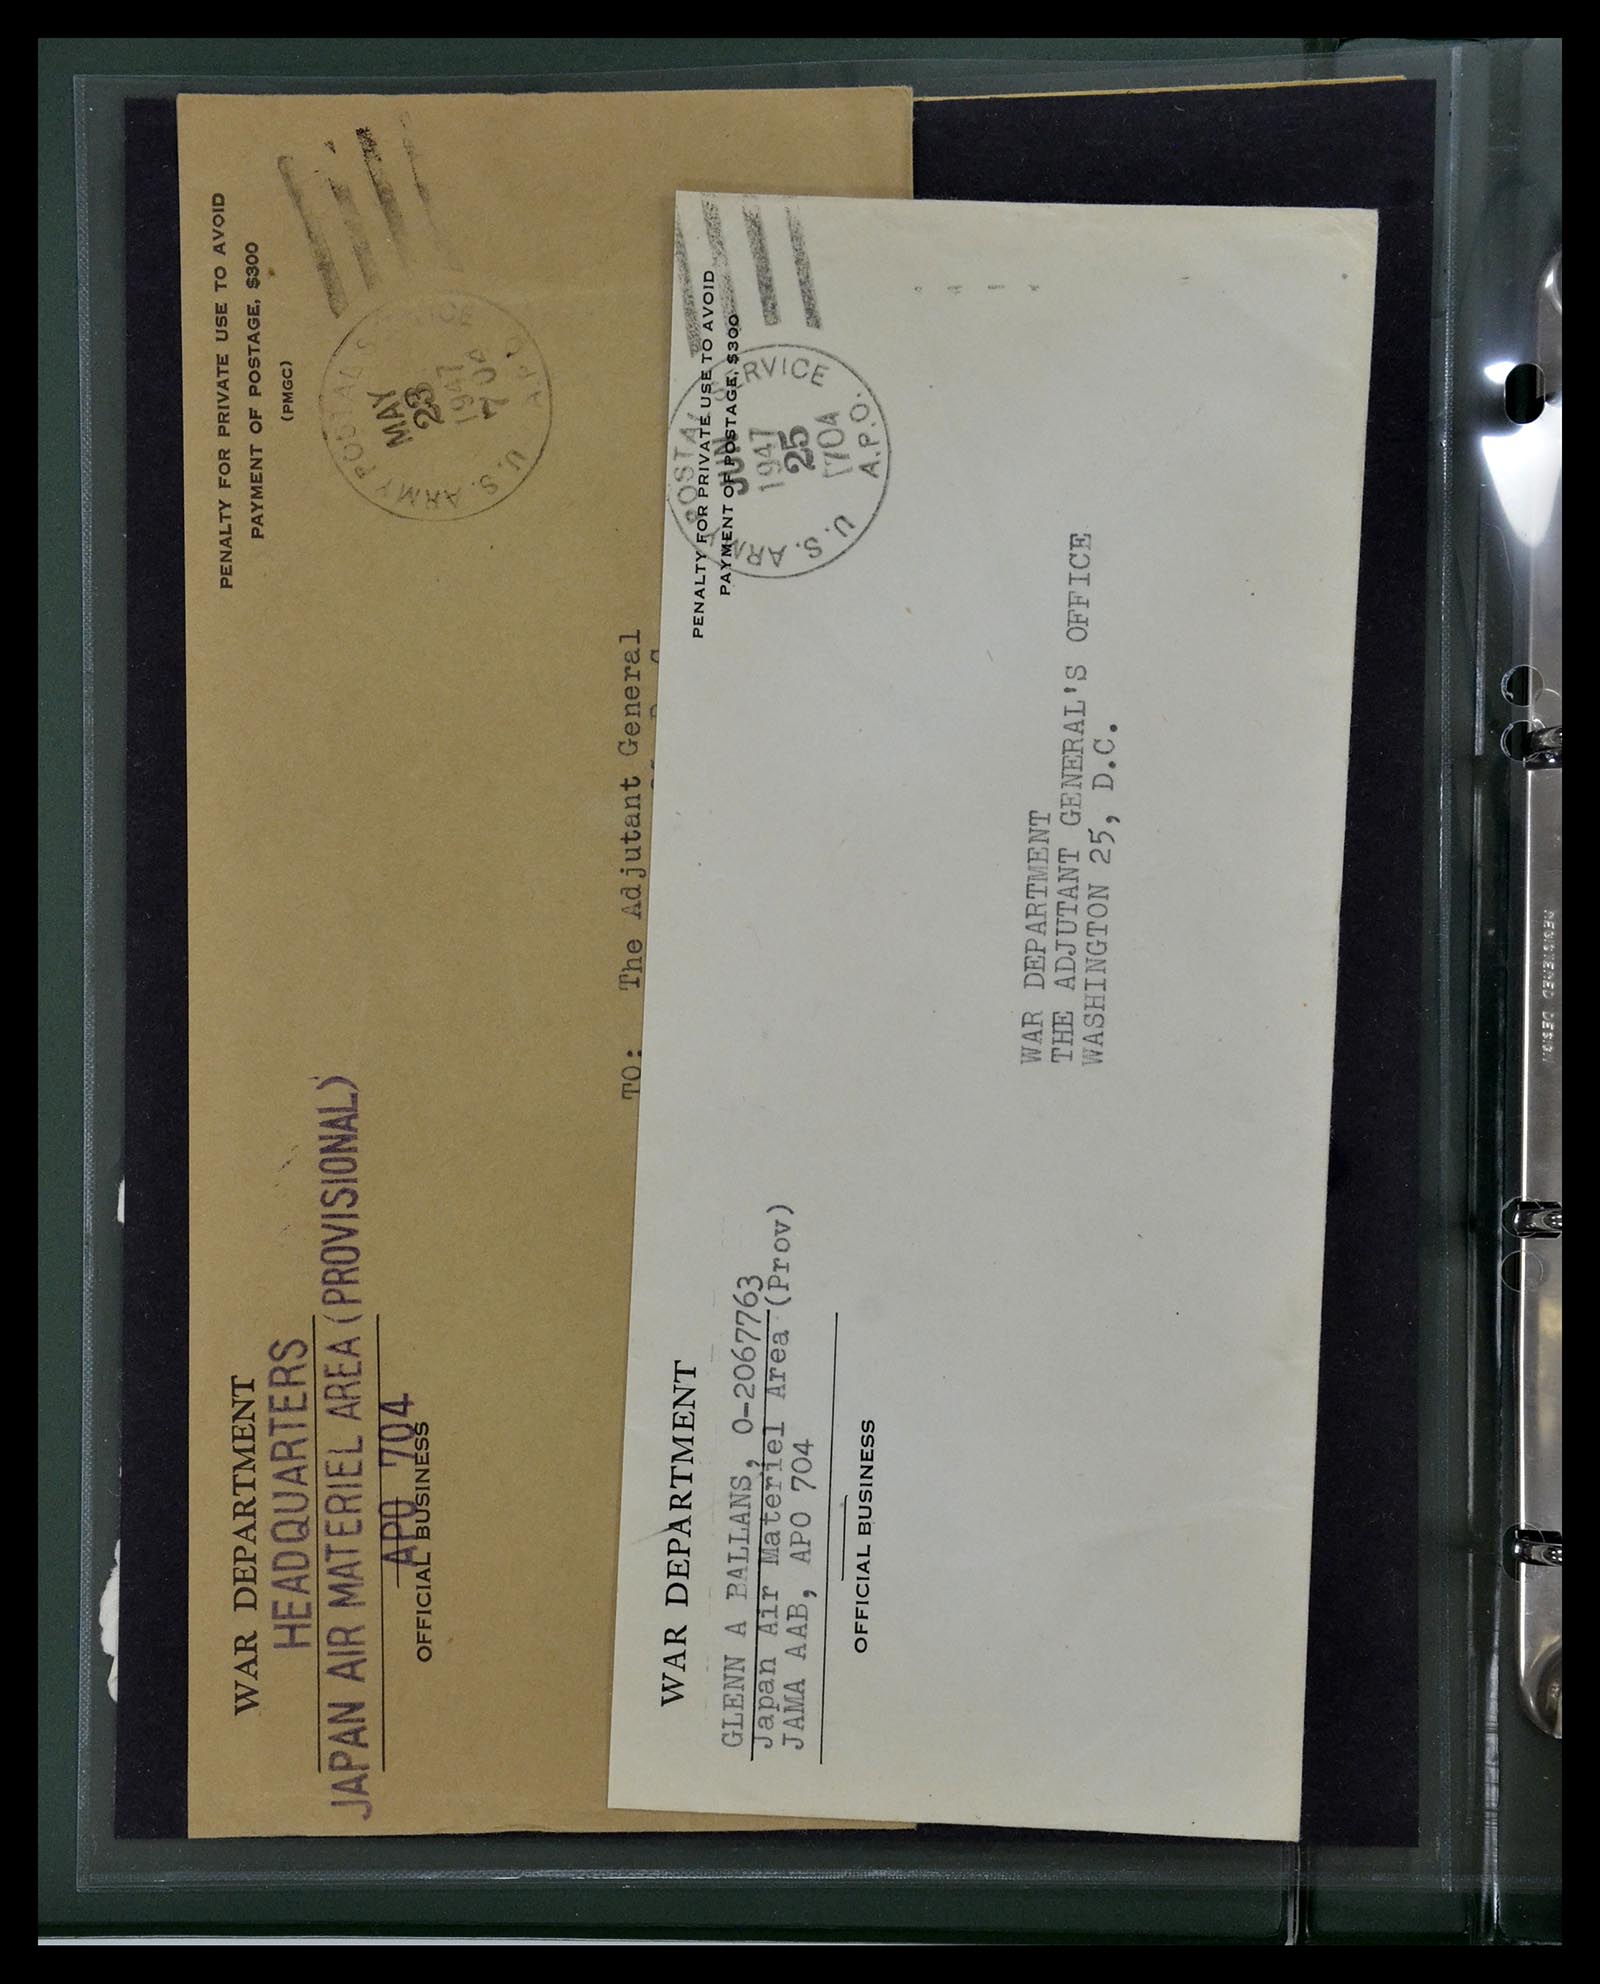 WAR DEPARTMENT
HEADQUARTERS
JAPAN AIR MATERIEL AREA (PROVISIONAL)
APO 704
OFFICIAL BUSINESS
PENALTY FOR PRIVATE USE TO AVOID
PAYMENT OF POSTAGE, $300
(PMGC)
U.S. ARMY POSTAL SERVICE A.P.O.
MAY
23
1947
704
TO: The Adjutant General
WAR DEPARTMENT
GLENN A BALLANS, O-2067763
Japan Air Materiel Area (Prov)
JAMA AAB, APO 704
OFFICIAL BUSINESS
PENALTY FOR PRIVATE USE TO AVOID
PAYMENT OF POSTAGE, $300
U.S. ARMY POSTAL SERVICE A.P.O.
JUN
1947
25
704
WAR DEPARTMENT
THE ADJUTANT GENERAL'S OFFICE
WASHINGTON 25, D.C.
REGISTERED DESIGN